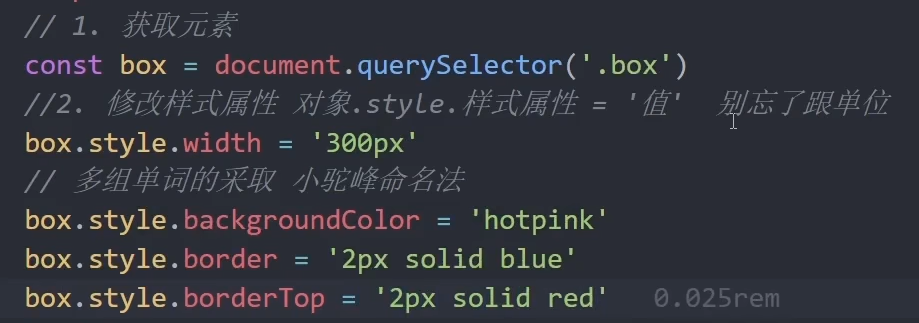 // 1. 获取元素
const box = document.querySelector('.box')
//2. 修改样式属性 对象.style.样式属性 = '值'  别忘了跟单位
box.style.width = '300px'
// 多组单词的采取 小驼峰命名法
box.style.backgroundColor = 'hotpink'
box.style.border = '2px solid blue'
box.style.borderTop = '2px solid red'  0.025rem